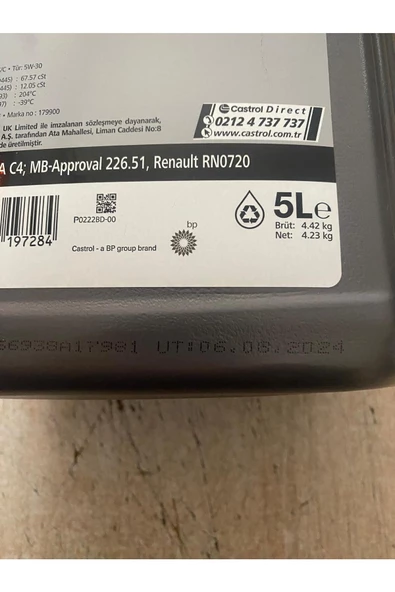 /C • Tür: 5W-30
445) : 67.57 cSt
445) : 12.05 cSt
93) : 204°C
97) : -39°C
r • Marka no : 179900
UK Limited ile imzalanan sözleşmeye dayanarak,
A.Ş. tarafından Ata Mahallesi, Liman Caddesi No:8
de üretilmiştir.
Castrol Direct
0212 4 737 737
www.castrol.com.tr
A C4; MB-Approval 226.51, Renault RN0720
197284
P0222BD-00
Castrol - a BP group brand
bp
5Le
Brüt: 4.42 kg
Net: 4.23 kg
56938A17981 UT:06.08.2024